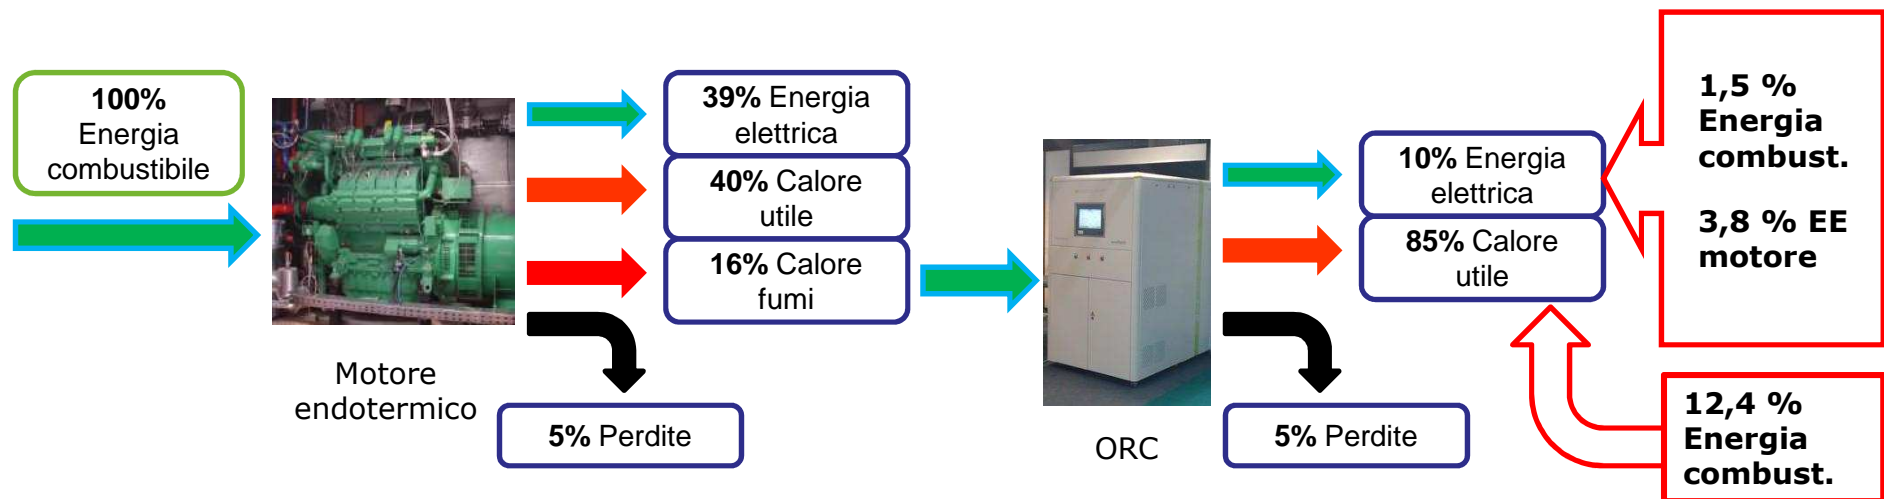 100%
Energia
combustibile
Motore
endotermico
39% Energia
elettrica
40% Calore
utile
16% Calore
fumi
5% Perdite
ORC
10% Energia
elettrica
85% Calore
utile
5% Perdite
1,5 %
Energia
combust.
3,8 % EE
motore
12,4 %
Energia
combust.